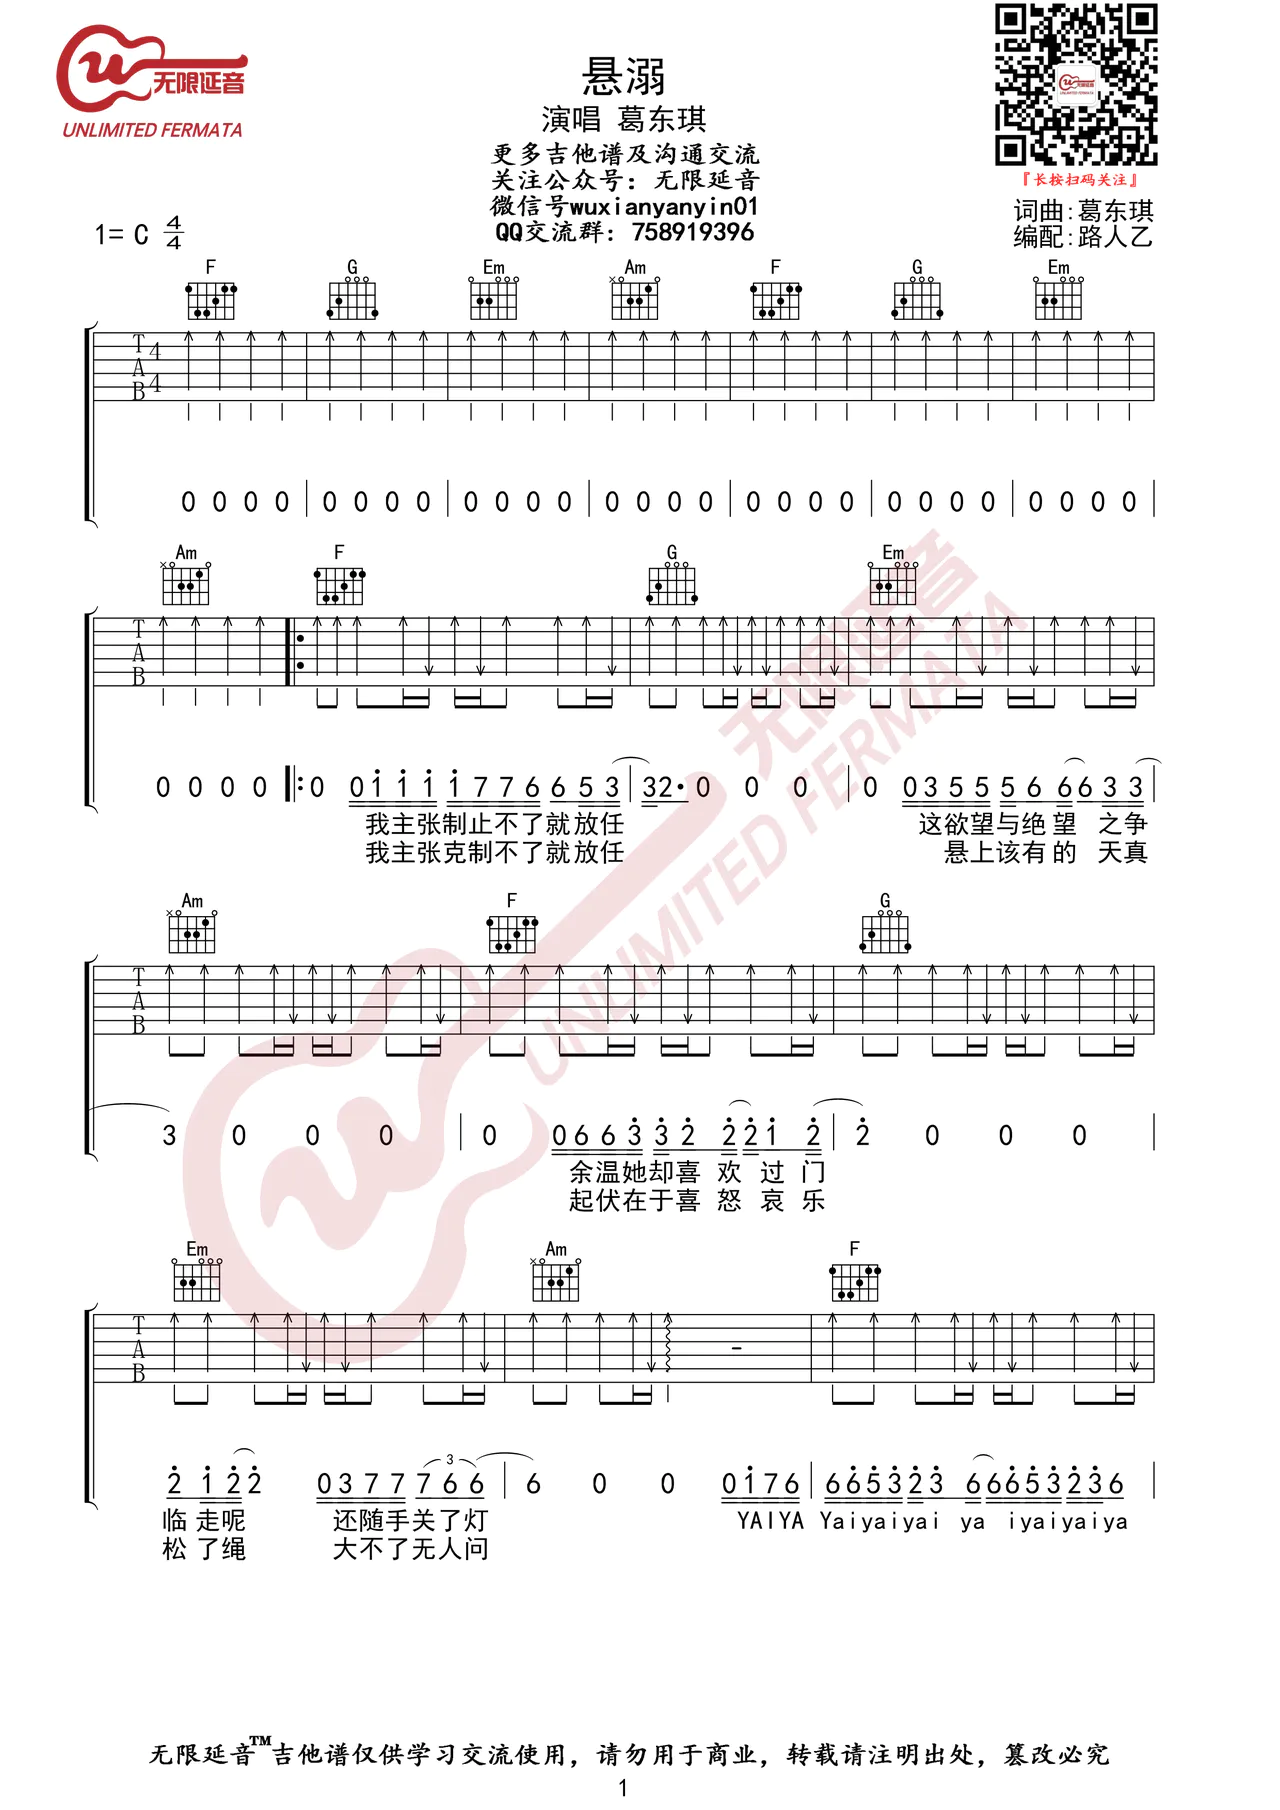 无限延音
UNLIMITED FERMATA
悬溺
演唱 葛东琪
更多吉他谱及沟通交流
关注公众号：无限延音
微信号wuxianyanyin01
QQ交流群：758919396
『长按扫码关注』
词曲:葛东琪
编配:路人乙
1= C 4/4
F G Em Am F G Em
T A B 4 4
0 0 0 0 | 0 0 0 0 | 0 0 0 0 | 0 0 0 0 | 0 0 0 0 | 0 0 0 0 | 0 0 0 0
Am F G Em
T A B
0 0 0 0 0 0 1 1 1 1 7 7 6 6 5 3 | 3 2 · 0 0 0 | 0 0 3 5 5 5 6 6 6 3 3
我主张制止不了就放任 这欲望与绝望 之争
我主张克制不了就放任 悬上该有的 天真
Am F G
T A B
3 0 0 0 | 0 0 6 6 3 3 2 2 2 1 2 | 2 0 0 0
余温她却喜 欢 过 门
起伏在于喜 怒 哀 乐
Em Am F
T A B
2 1 2 2 0 3 7 7 7 6 6 | 6 0 0 0 1 7 6 | 6 6 5 3 2 3 6 6 6 5 3 2 3 6
3
临 走呢 还随手关了灯 YAIYA Yaiyaiyai ya iyaiyaiya
松 了绳 大不了无人问
无限延音™吉他谱仅供学习交流使用，请勿用于商业，转载请注明出处，篡改必究
1
无限延音
UNLIMITED FERMATA